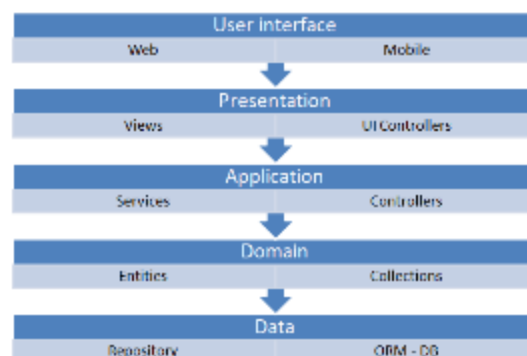 User interface
Web Mobile
Presentation
Views UI Controllers
Application
Services Controllers
Domain
Entities Collections
Data
Repository ORM - DB